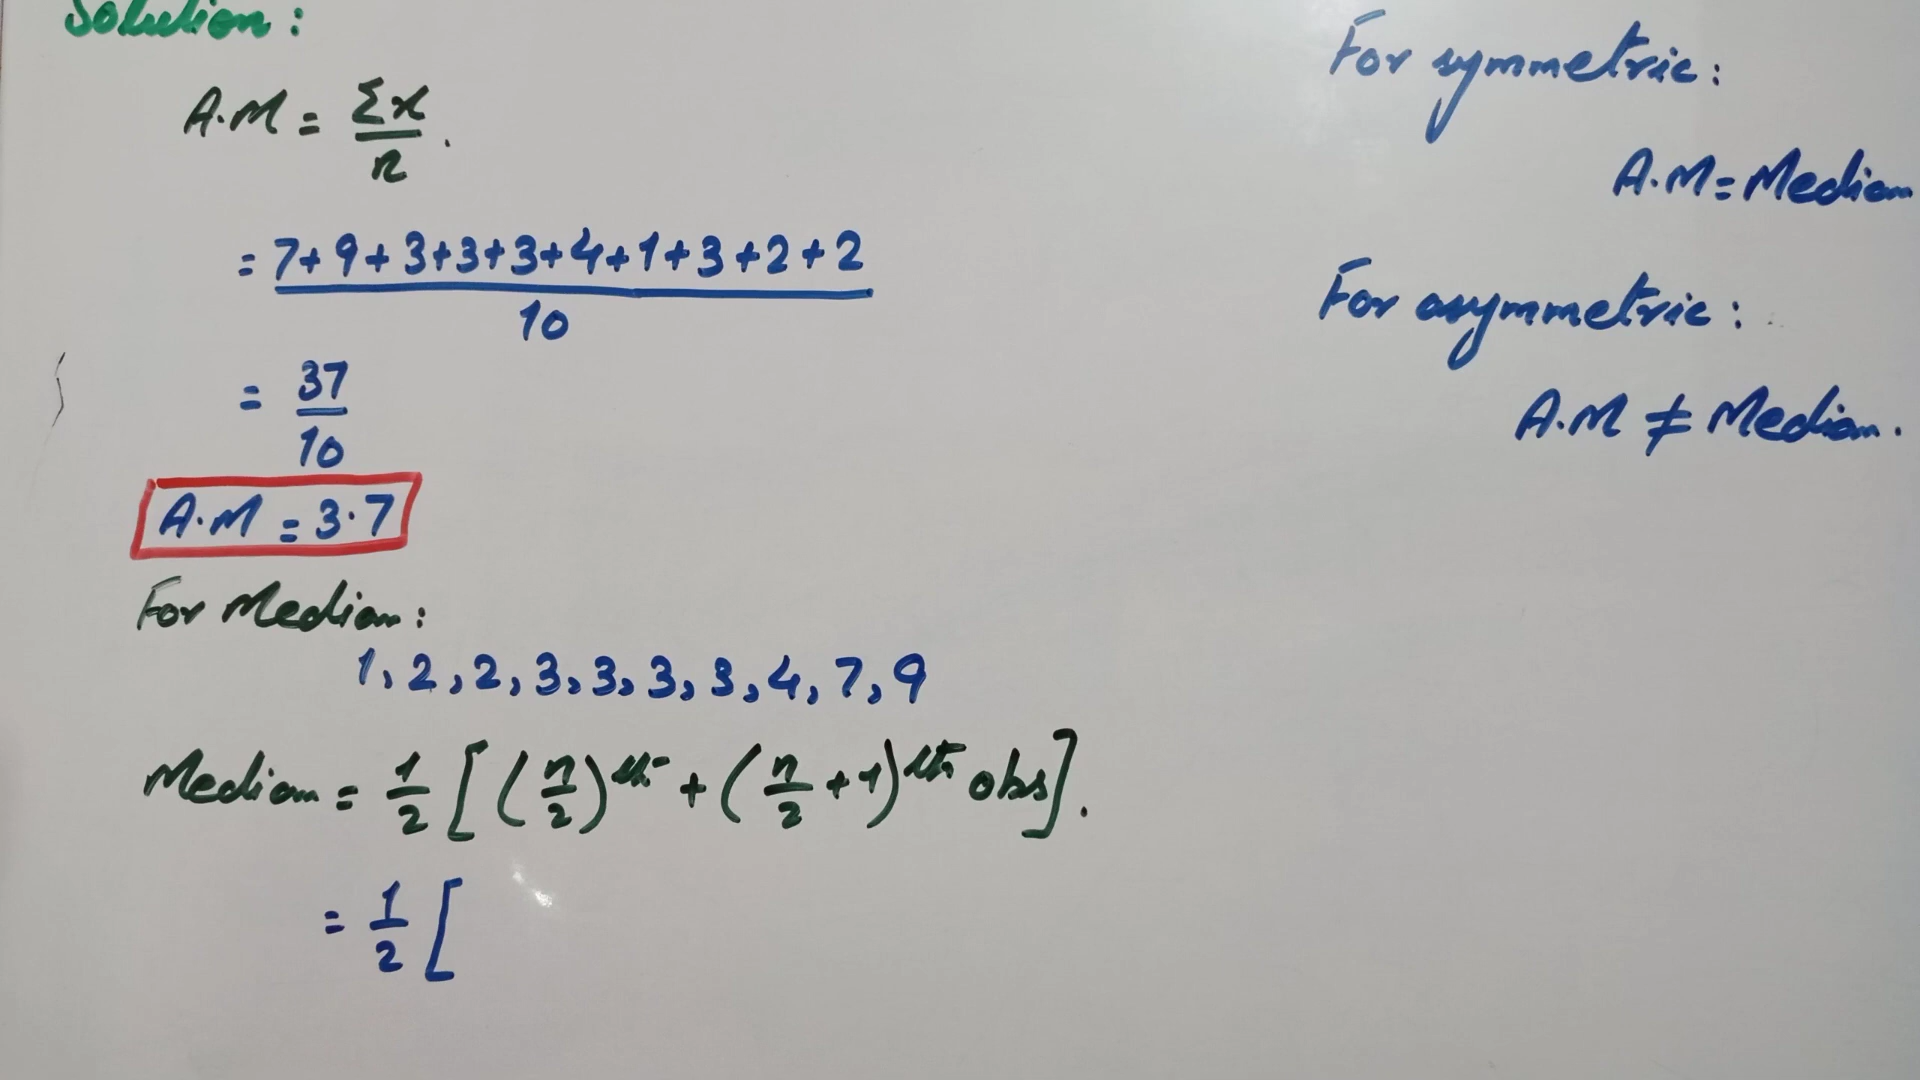 Solution:
A.M = Σx/n.
= 7+9+3+3+3+4+1+3+2+2/10
= 37/10
A.M = 3.7
For Median:
1, 2, 2, 3, 3, 3, 3, 4, 7, 9
Median = 1/2 [(n/2)th + (n/2 + 1)th obs].
= 1/2 [
For symmetric:
A.M = Median
For asymmetric:
A.M ≠ Median.